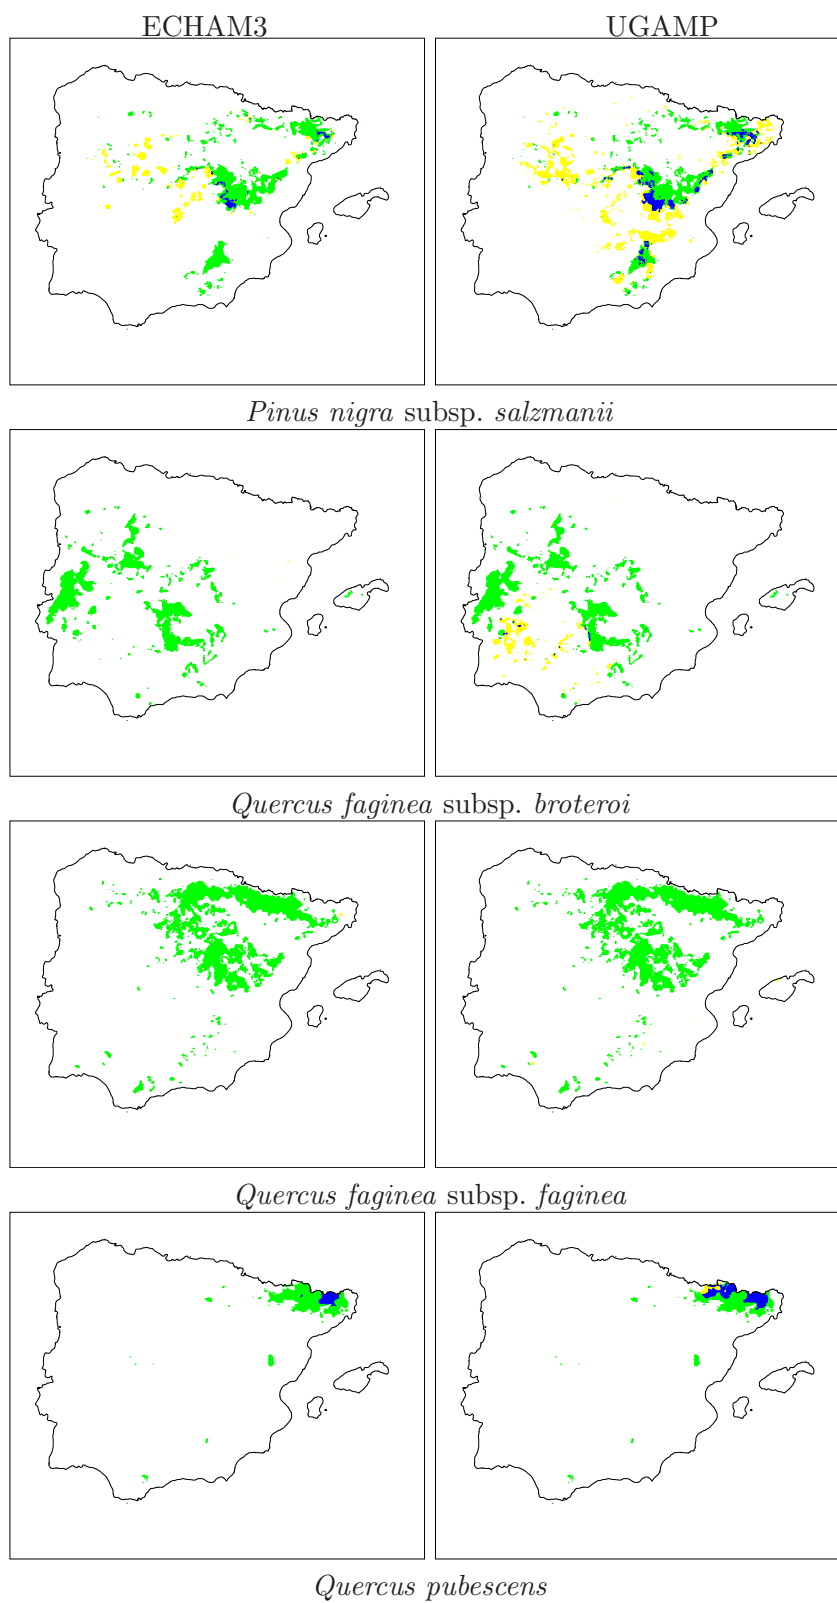 ECHAM3 UGAMP
Pinus nigra subsp. salzmanii
Quercus faginea subsp. broteroi
Quercus faginea subsp. faginea
Quercus pubescens